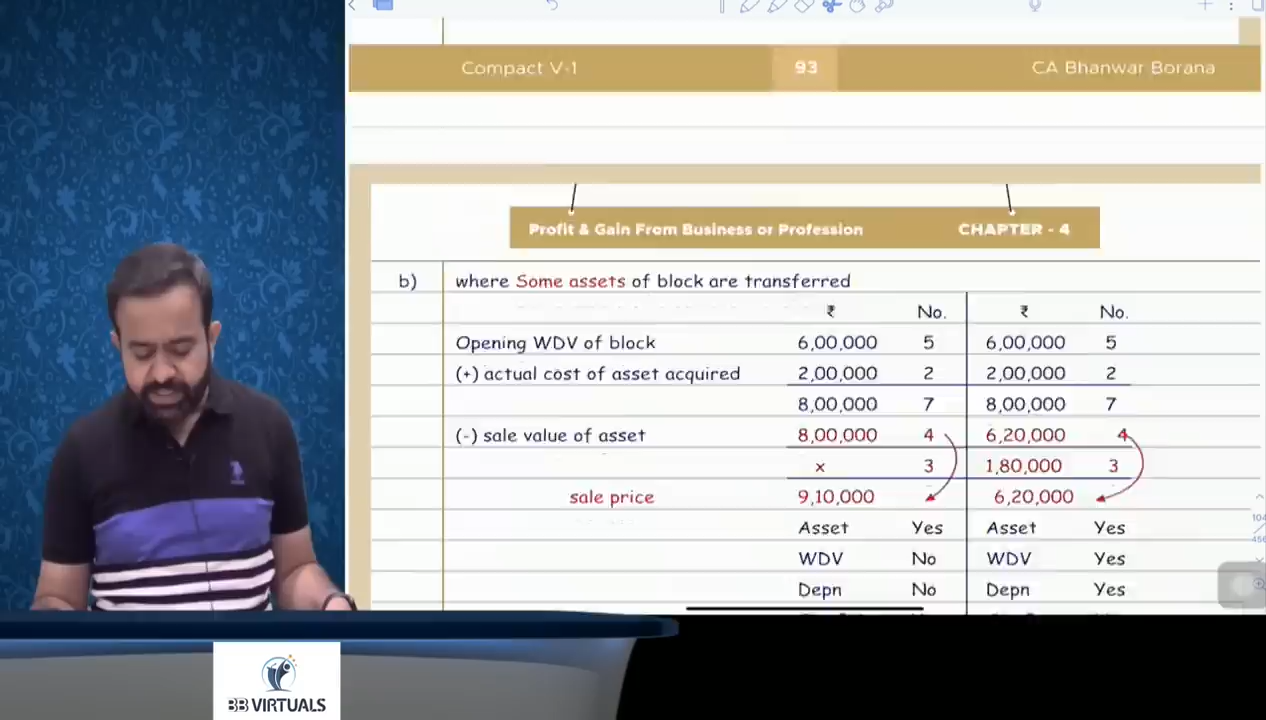 Compact V-1 93 CA Bhanwar Borana
Profit & Gain From Business or Profession CHAPTER - 4
b) where Some assets of block are transferred
₹ No. ₹ No.
Opening WDV of block 6,00,000 5 6,00,000 5
(+) actual cost of asset acquired 2,00,000 2 2,00,000 2
8,00,000 7 8,00,000 7
(-) sale value of asset 8,00,000 4 6,20,000 4
x 3 1,80,000 3
sale price 9,10,000 6,20,000
Asset Yes Asset Yes
WDV No WDV Yes
Depn No Depn Yes
BB VIRTUALS